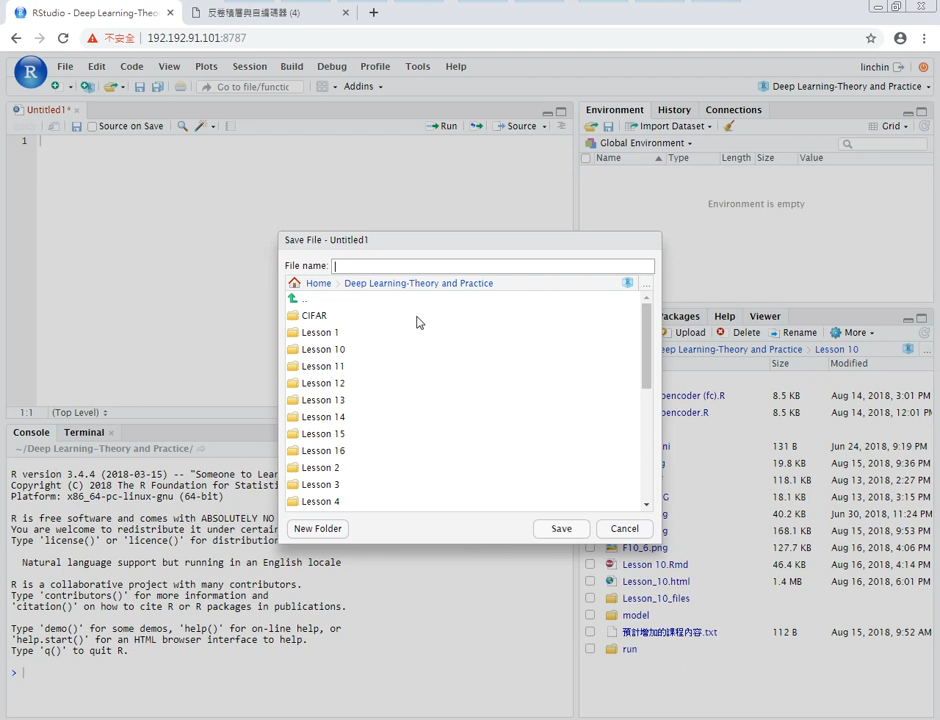 RStudio - Deep Learning-Theo
反卷積層與自編碼器 (4)
不安全 192.192.91.101:8787
File Edit Code View Plots Session Build Debug Profile Tools Help
linchin
Go to file/functic
Addins
Deep Learning-Theory and Practice
Untitled1*
Source on Save
Run
Source
1
1:1 (Top Level)
Environment History Connections
Import Dataset
Grid
Global Environment
Name Type Length Size Value
Environment is empty
Save File - Untitled1
File name:
Home Deep Learning-Theory and Practice
...
..
CIFAR
Lesson 1
Lesson 10
Lesson 11
Lesson 12
Lesson 13
Lesson 14
Lesson 15
Lesson 16
Lesson 2
Lesson 3
Lesson 4
New Folder
Save
Cancel
Console Terminal
~/Deep Learning-Theory and Practice/
R version 3.4.4 (2018-03-15) -- "Someone to Lean
Copyright (C) 2018 The R Foundation for Statisti
Platform: x86_64-pc-linux-gnu (64-bit)
R is free software and comes with ABSOLUTELY NO
You are welcome to redistribute it under certain
Type 'license()' or 'licence()' for distribution
Natural language support but running in an English locale
R is a collaborative project with many contributors.
Type 'contributors()' for more information and
'citation()' on how to cite R or R packages in publications.
Type 'demo()' for some demos, 'help()' for on-line help, or
'help.start()' for an HTML browser interface to help.
Type 'q()' to quit R.
>
ackages Help Viewer
Upload Delete Rename More
eep Learning-Theory and Practice Lesson 10
...
Size Modified
pencoder (fc).R 8.5 KB Aug 14, 2018, 3:01 PM
pencoder.R 8.5 KB Aug 14, 2018, 12:01 PM
ni 131 B Jun 24, 2018, 9:19 PM
g 19.8 KB Aug 15, 2018, 9:36 PM
118.1 KB Aug 13, 2018, 2:27 PM
G 18.1 KB Aug 13, 2018, 3:15 PM
g 40.2 KB Jun 30, 2018, 11:24 PM
g 168.1 KB Aug 15, 2018, 9:53 PM
F10_6.png 127.7 KB Aug 16, 2018, 4:06 PM
Lesson 10.Rmd 46.4 KB Aug 16, 2018, 4:14 PM
Lesson_10.html 1.4 MB Aug 16, 2018, 6:01 PM
Lesson_10_files
model
預計增加的課程內容.txt 112 B Aug 15, 2018, 9:52 AM
run